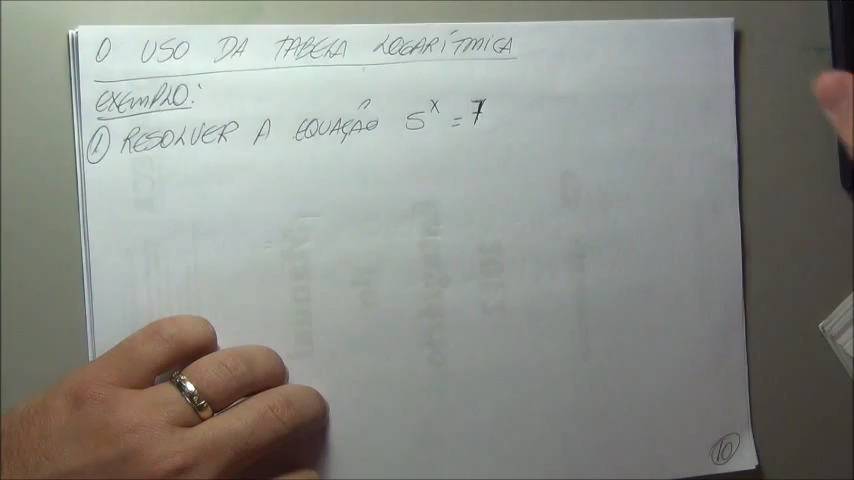 O USO DA TABELA LOGARÍTMICA
EXEMPLO:
① RESOLVER A EQUAÇÃO 5^x = 7
10